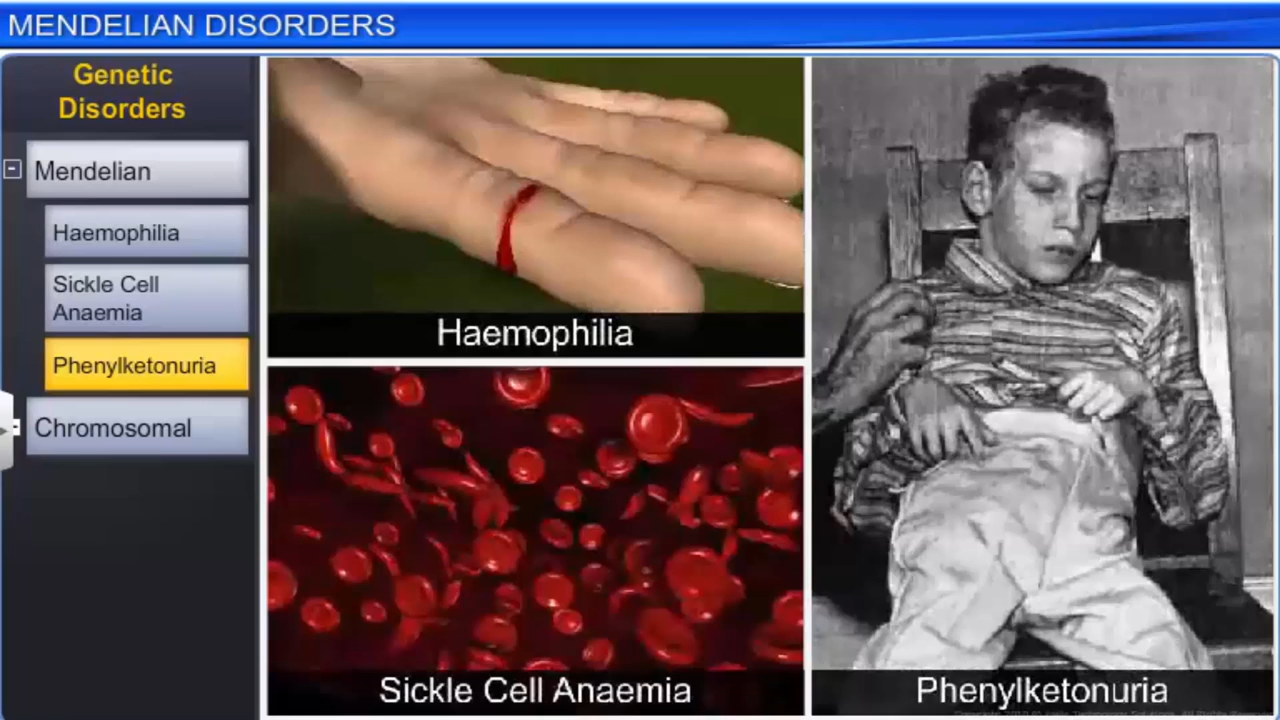 MENDELIAN DISORDERS
Genetic
Disorders
Mendelian
Haemophilia
Sickle Cell
Anaemia
Phenylketonuria
Chromosomal
Haemophilia
Sickle Cell Anaemia
Phenylketonuria